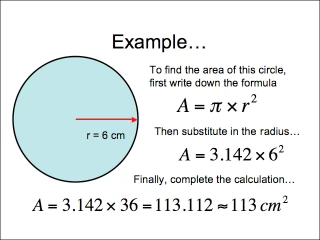 Example…
To find the area of this circle,
first write down the formula
A = π × r²
r = 6 cm
Then substitute in the radius…
A = 3.142 × 6²
Finally, complete the calculation…
A = 3.142 × 36 = 113.112 ≈ 113 cm²